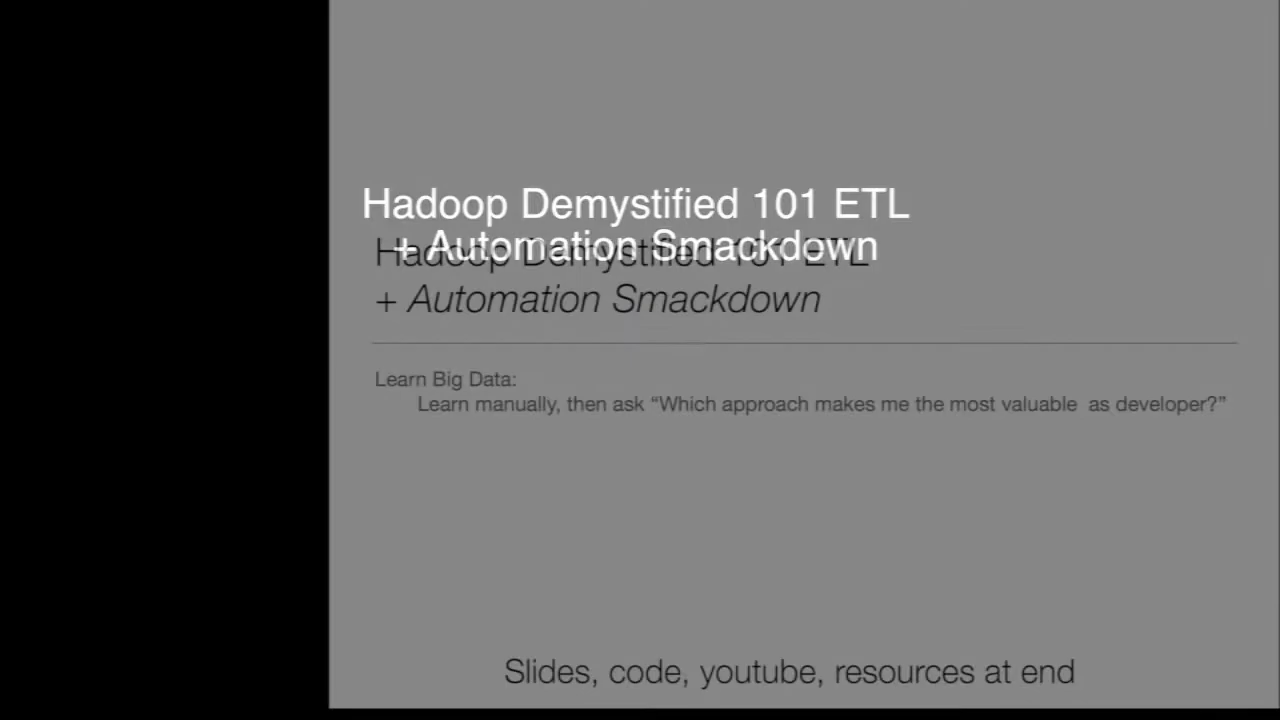 Hadoop Demystified 101 ETL
+ Automation Smackdown
Hadoop Demystified 101 ETL
+ Automation Smackdown
Learn Big Data:
Learn manually, then ask “Which approach makes me the most valuable as developer?”
Slides, code, youtube, resources at end